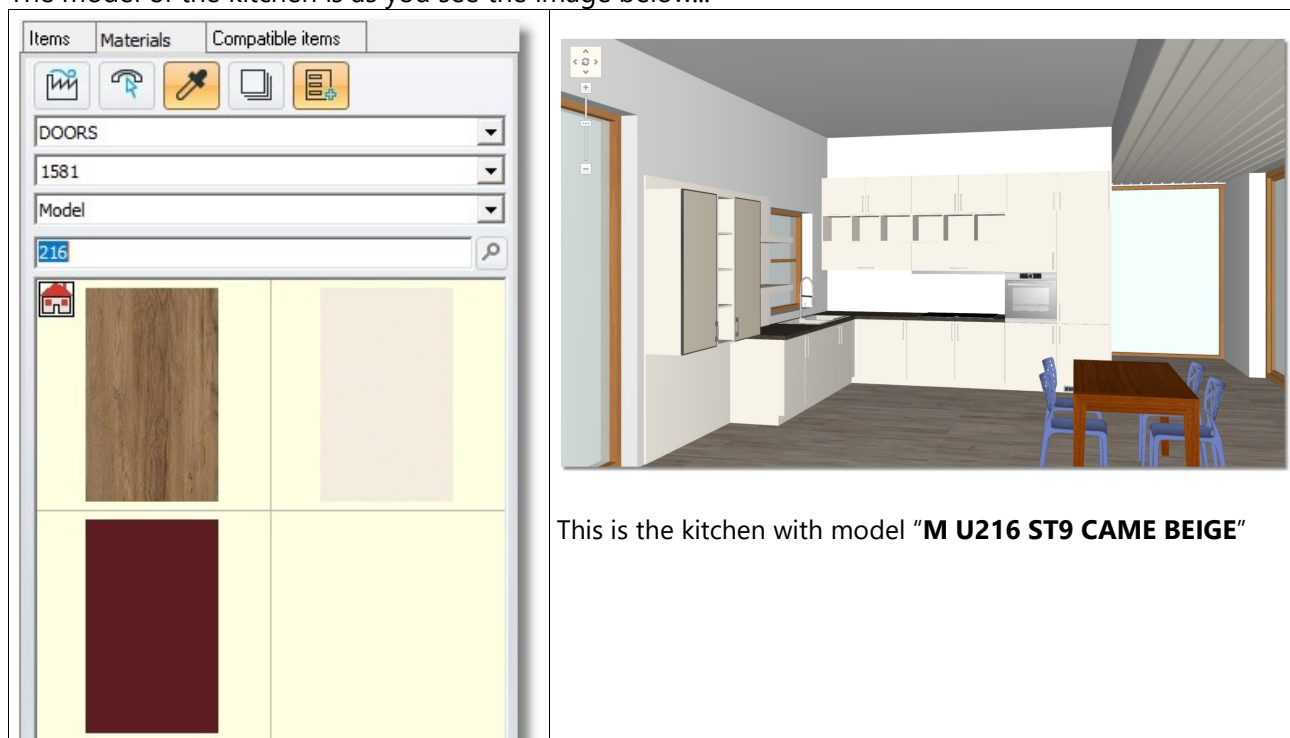 The model of the kitchen is as you see the image below...
Items Materials Compatible items
DOORS
1581
Model
216
This is the kitchen with model “M U216 ST9 CAME BEIGE”